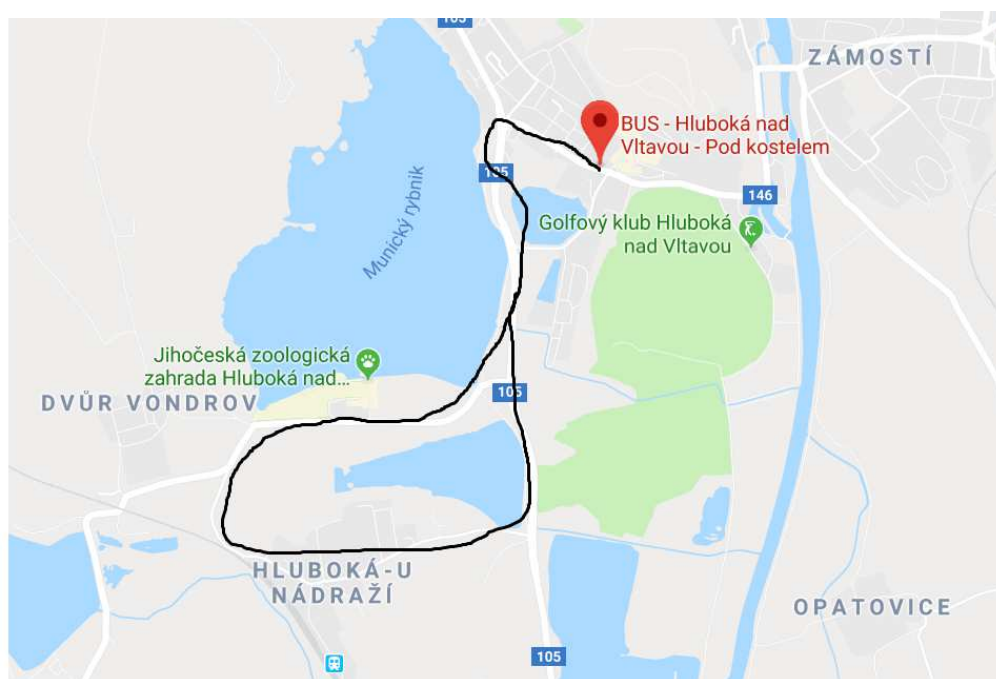 105
ZÁMOSTÍ
BUS - Hluboká nad
Vltavou - Pod kostelem
105
146
Munický rybník
Golfový klub Hluboká
nad Vltavou
Jihočeská zoologická
zahrada Hluboká nad...
105
DVŮR VONDROV
HLUBOKÁ-U
NÁDRAŽÍ
OPATOVICE
105